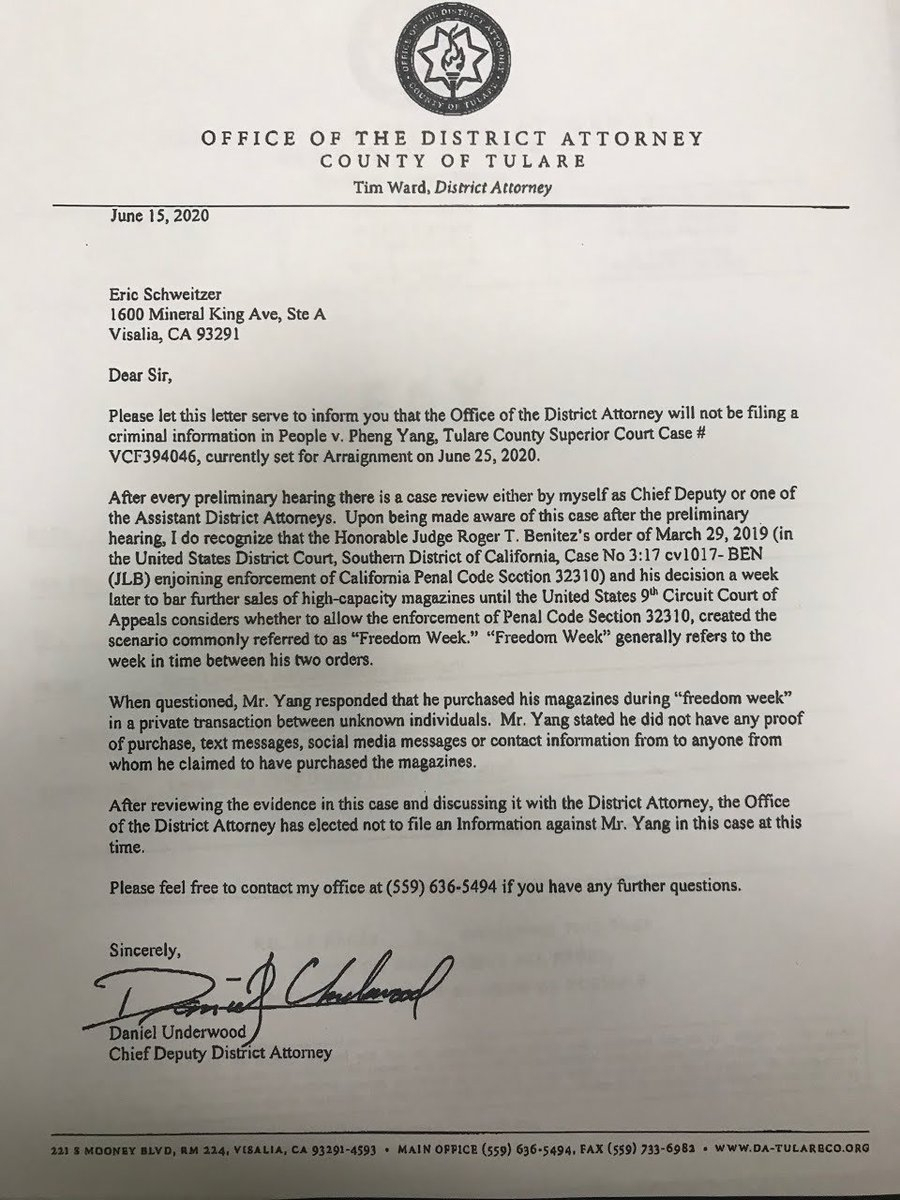 OFFICE OF THE DISTRICT ATTORNEY
COUNTY OF TULARE
OFFICE OF THE DISTRICT ATTORNEY
COUNTY OF TULARE
Tim Ward, District Attorney
June 15, 2020
Eric Schweitzer
1600 Mineral King Ave, Ste A
Visalia, CA 93291
Dear Sir,
Please let this letter serve to inform you that the Office of the District Attorney will not be filing a
criminal information in People v. Pheng Yang, Tulare County Superior Court Case #
VCF394046, currently set for Arraignment on June 25, 2020.
After every preliminary hearing there is a case review either by myself as Chief Deputy or one of
the Assistant District Attorneys. Upon being made aware of this case after the preliminary
hearing, I do recognize that the Honorable Judge Roger T. Benitez's order of March 29, 2019 (in
the United States District Court, Southern District of California, Case No 3:17 cv1017- BEN
(JLB) enjoining enforcement of California Penal Code Section 32310) and his decision a week
later to bar further sales of high-capacity magazines until the United States 9th Circuit Court of
Appeals considers whether to allow the enforcement of Penal Code Section 32310, created the
scenario commonly referred to as "Freedom Week." "Freedom Week" generally refers to the
week in time between his two orders.
When questioned, Mr. Yang responded that he purchased his magazines during "freedom week"
in a private transaction between unknown individuals. Mr. Yang stated he did not have any proof
of purchase, text messages, social media messages or contact information from to anyone from
whom he claimed to have purchased the magazines.
After reviewing the evidence in this case and discussing it with the District Attorney, the Office
of the District Attorney has elected not to file an Information against Mr. Yang in this case at this
time.
Please feel free to contact my office at (559) 636-5494 if you have any further questions.
Sincerely,
Daniel Underwood
Daniel Underwood
Chief Deputy District Attorney
221 S MOONEY BLVD, RM 224, VISALIA, CA 93291-4593 • MAIN OFFICE (559) 636-5494, FAX (559) 733-6982 • WWW.DA-TULARECO.ORG